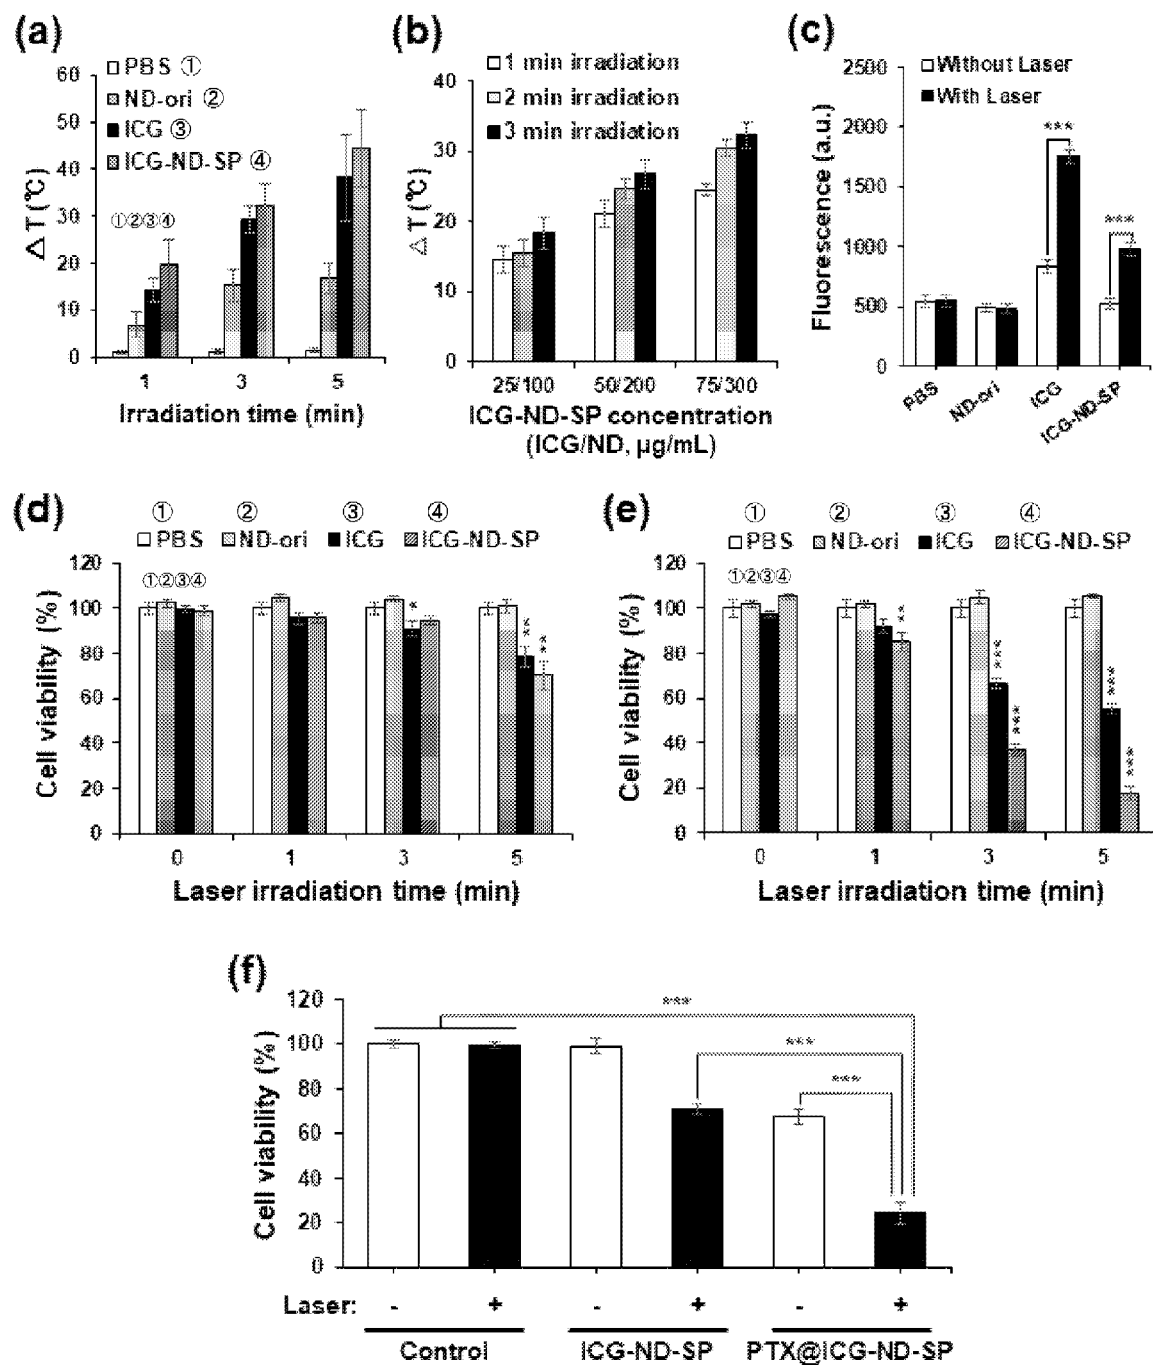 (a)
PBS ①
ND-ori ②
ICG ③
ICG-ND-SP ④
60
50
40
30
20
10
0
①②③④
△T (℃)
1 3 5
Irradiation time (min)
(b)
1 min irradiation
2 min irradiation
3 min irradiation
40
30
20
10
0
△T (℃)
25/100 50/200 75/300
ICG-ND-SP concentration
(ICG/ND, µg/mL)
(c)
Without Laser
With Laser
2500
2000
1500
1000
500
0
Fluorescence (a.u.)
***
***
PBS ND-ori ICG ICG-ND-SP
(d)
① ② ③ ④
PBS ND-ori ICG ICG-ND-SP
120
100
80
60
40
20
0
①②③④
*
**
**
Cell viability (%)
0 1 3 5
Laser irradiation time (min)
(e)
① ② ③ ④
PBS ND-ori ICG ICG-ND-SP
120
100
80
60
40
20
0
①②③④
**
***
***
***
***
Cell viability (%)
0 1 3 5
Laser irradiation time (min)
(f)
120
100
80
60
40
20
0
Cell viability (%)
***
***
***
Laser: - + - + - +
Control ICG-ND-SP PTX@ICG-ND-SP